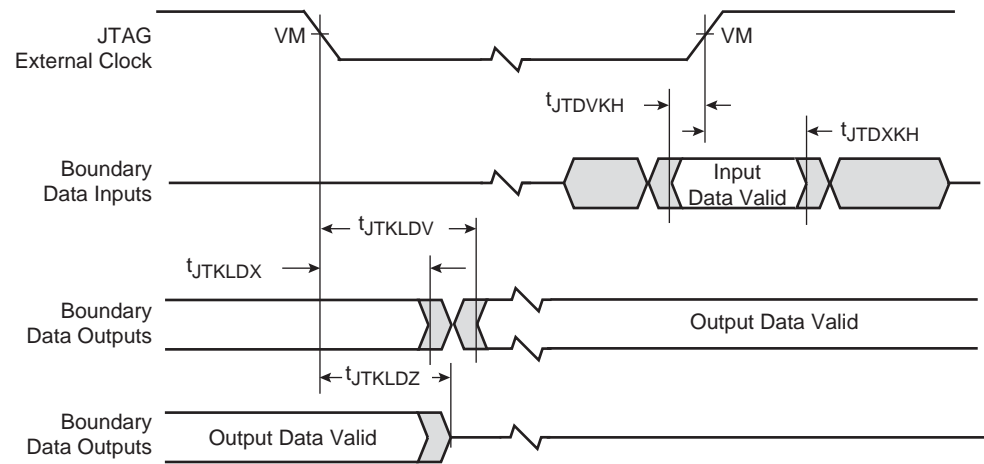 JTAG
External Clock
VM
VM
tJTDVKH
tJTDXKH
Boundary
Data Inputs
Input
Data Valid
tJTKLDV
tJTKLDX
Boundary
Data Outputs
Output Data Valid
tJTKLDZ
Boundary
Data Outputs
Output Data Valid